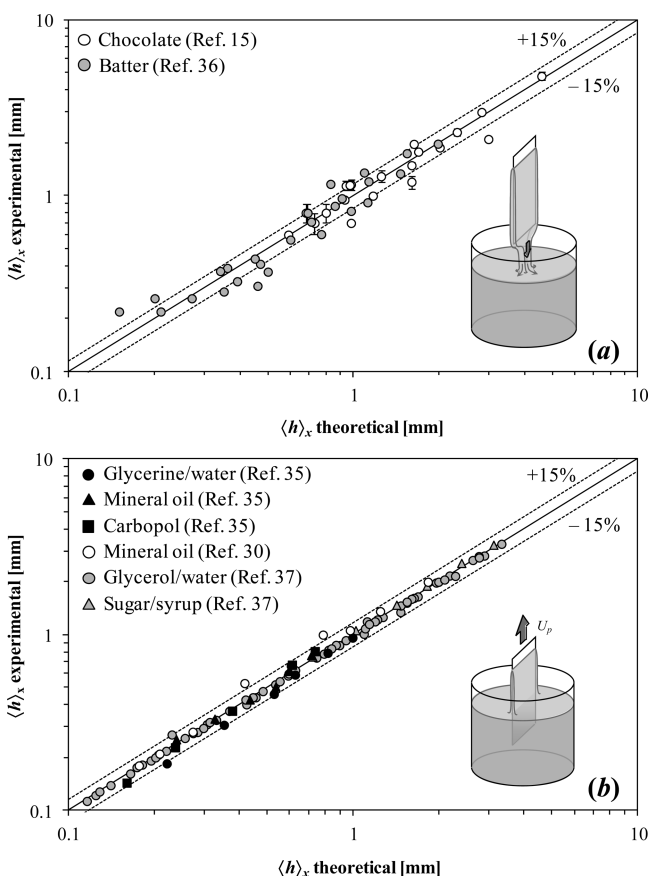 10
Chocolate (Ref. 15)
Batter (Ref. 36)
+15%
– 15%
1
0.1
⟨h⟩x experimental [mm]
(a)
0.1
1
10
⟨h⟩x theoretical [mm]
10
Glycerine/water (Ref. 35)
Mineral oil (Ref. 35)
Carbopol (Ref. 35)
Mineral oil (Ref. 30)
Glycerol/water (Ref. 37)
Sugar/syrup (Ref. 37)
+15%
– 15%
1
0.1
⟨h⟩x experimental [mm]
Up
(b)
0.1
1
10
⟨h⟩x theoretical [mm]